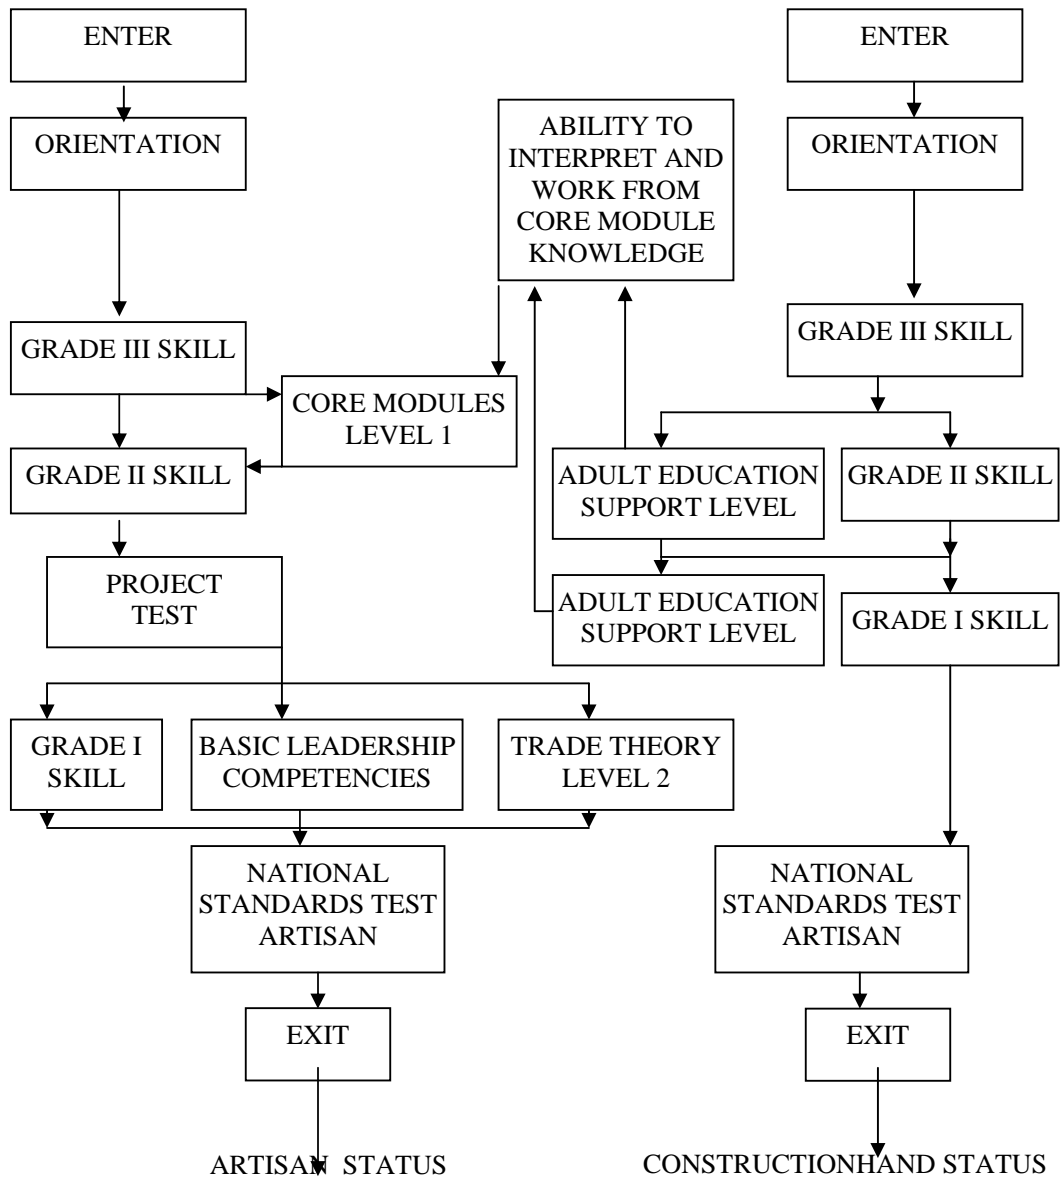 ENTER
ORIENTATION
GRADE III SKILL
CORE MODULES
LEVEL 1
GRADE II SKILL
PROJECT
TEST
GRADE I
SKILL
BASIC LEADERSHIP
COMPETENCIES
TRADE THEORY
LEVEL 2
NATIONAL
STANDARDS TEST
ARTISAN
EXIT
ARTISAN STATUS
ABILITY TO
INTERPRET AND
WORK FROM
CORE MODULE
KNOWLEDGE
ENTER
ORIENTATION
GRADE III SKILL
ADULT EDUCATION
SUPPORT LEVEL
GRADE II SKILL
ADULT EDUCATION
SUPPORT LEVEL
GRADE I SKILL
NATIONAL
STANDARDS TEST
ARTISAN
EXIT
CONSTRUCTIONHAND STATUS